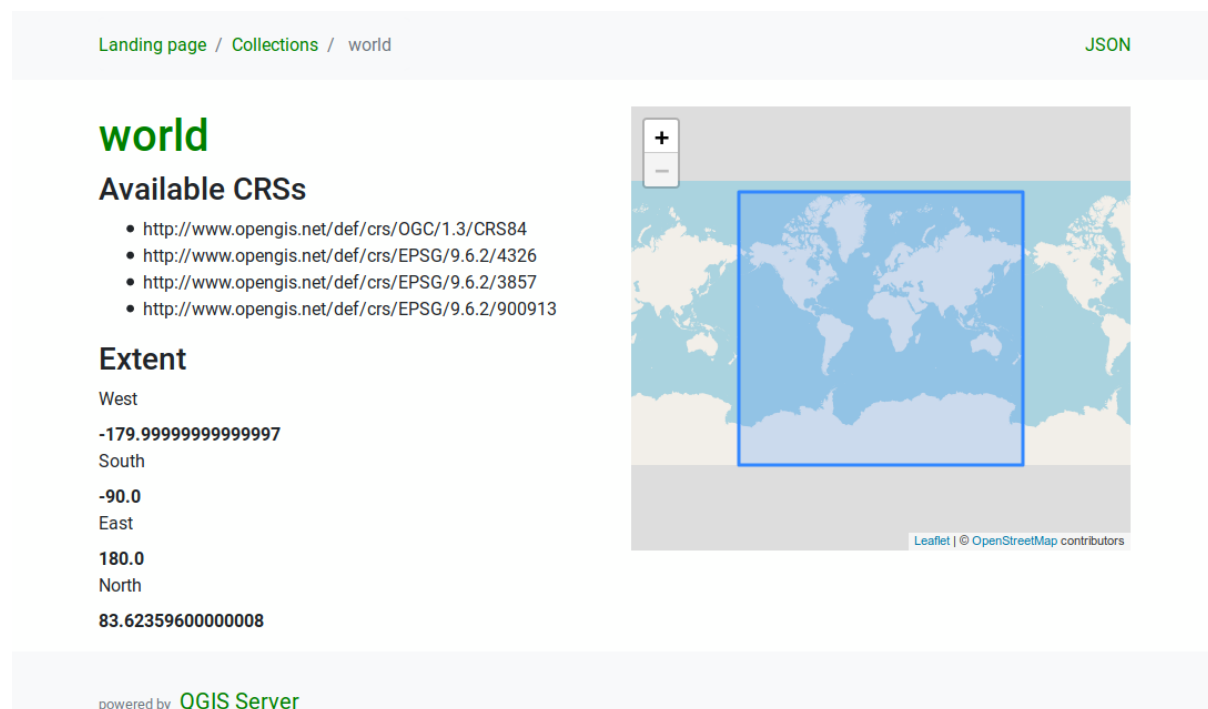 Landing page / Collections / world
JSON
world
Available CRSs
http://www.opengis.net/def/crs/OGC/1.3/CRS84
http://www.opengis.net/def/crs/EPSG/9.6.2/4326
http://www.opengis.net/def/crs/EPSG/9.6.2/3857
http://www.opengis.net/def/crs/EPSG/9.6.2/900913
Extent
West
-179.99999999999997
South
-90.0
East
180.0
North
83.62359600000008
+
−
Leaflet | © OpenStreetMap contributors
powered by QGIS Server